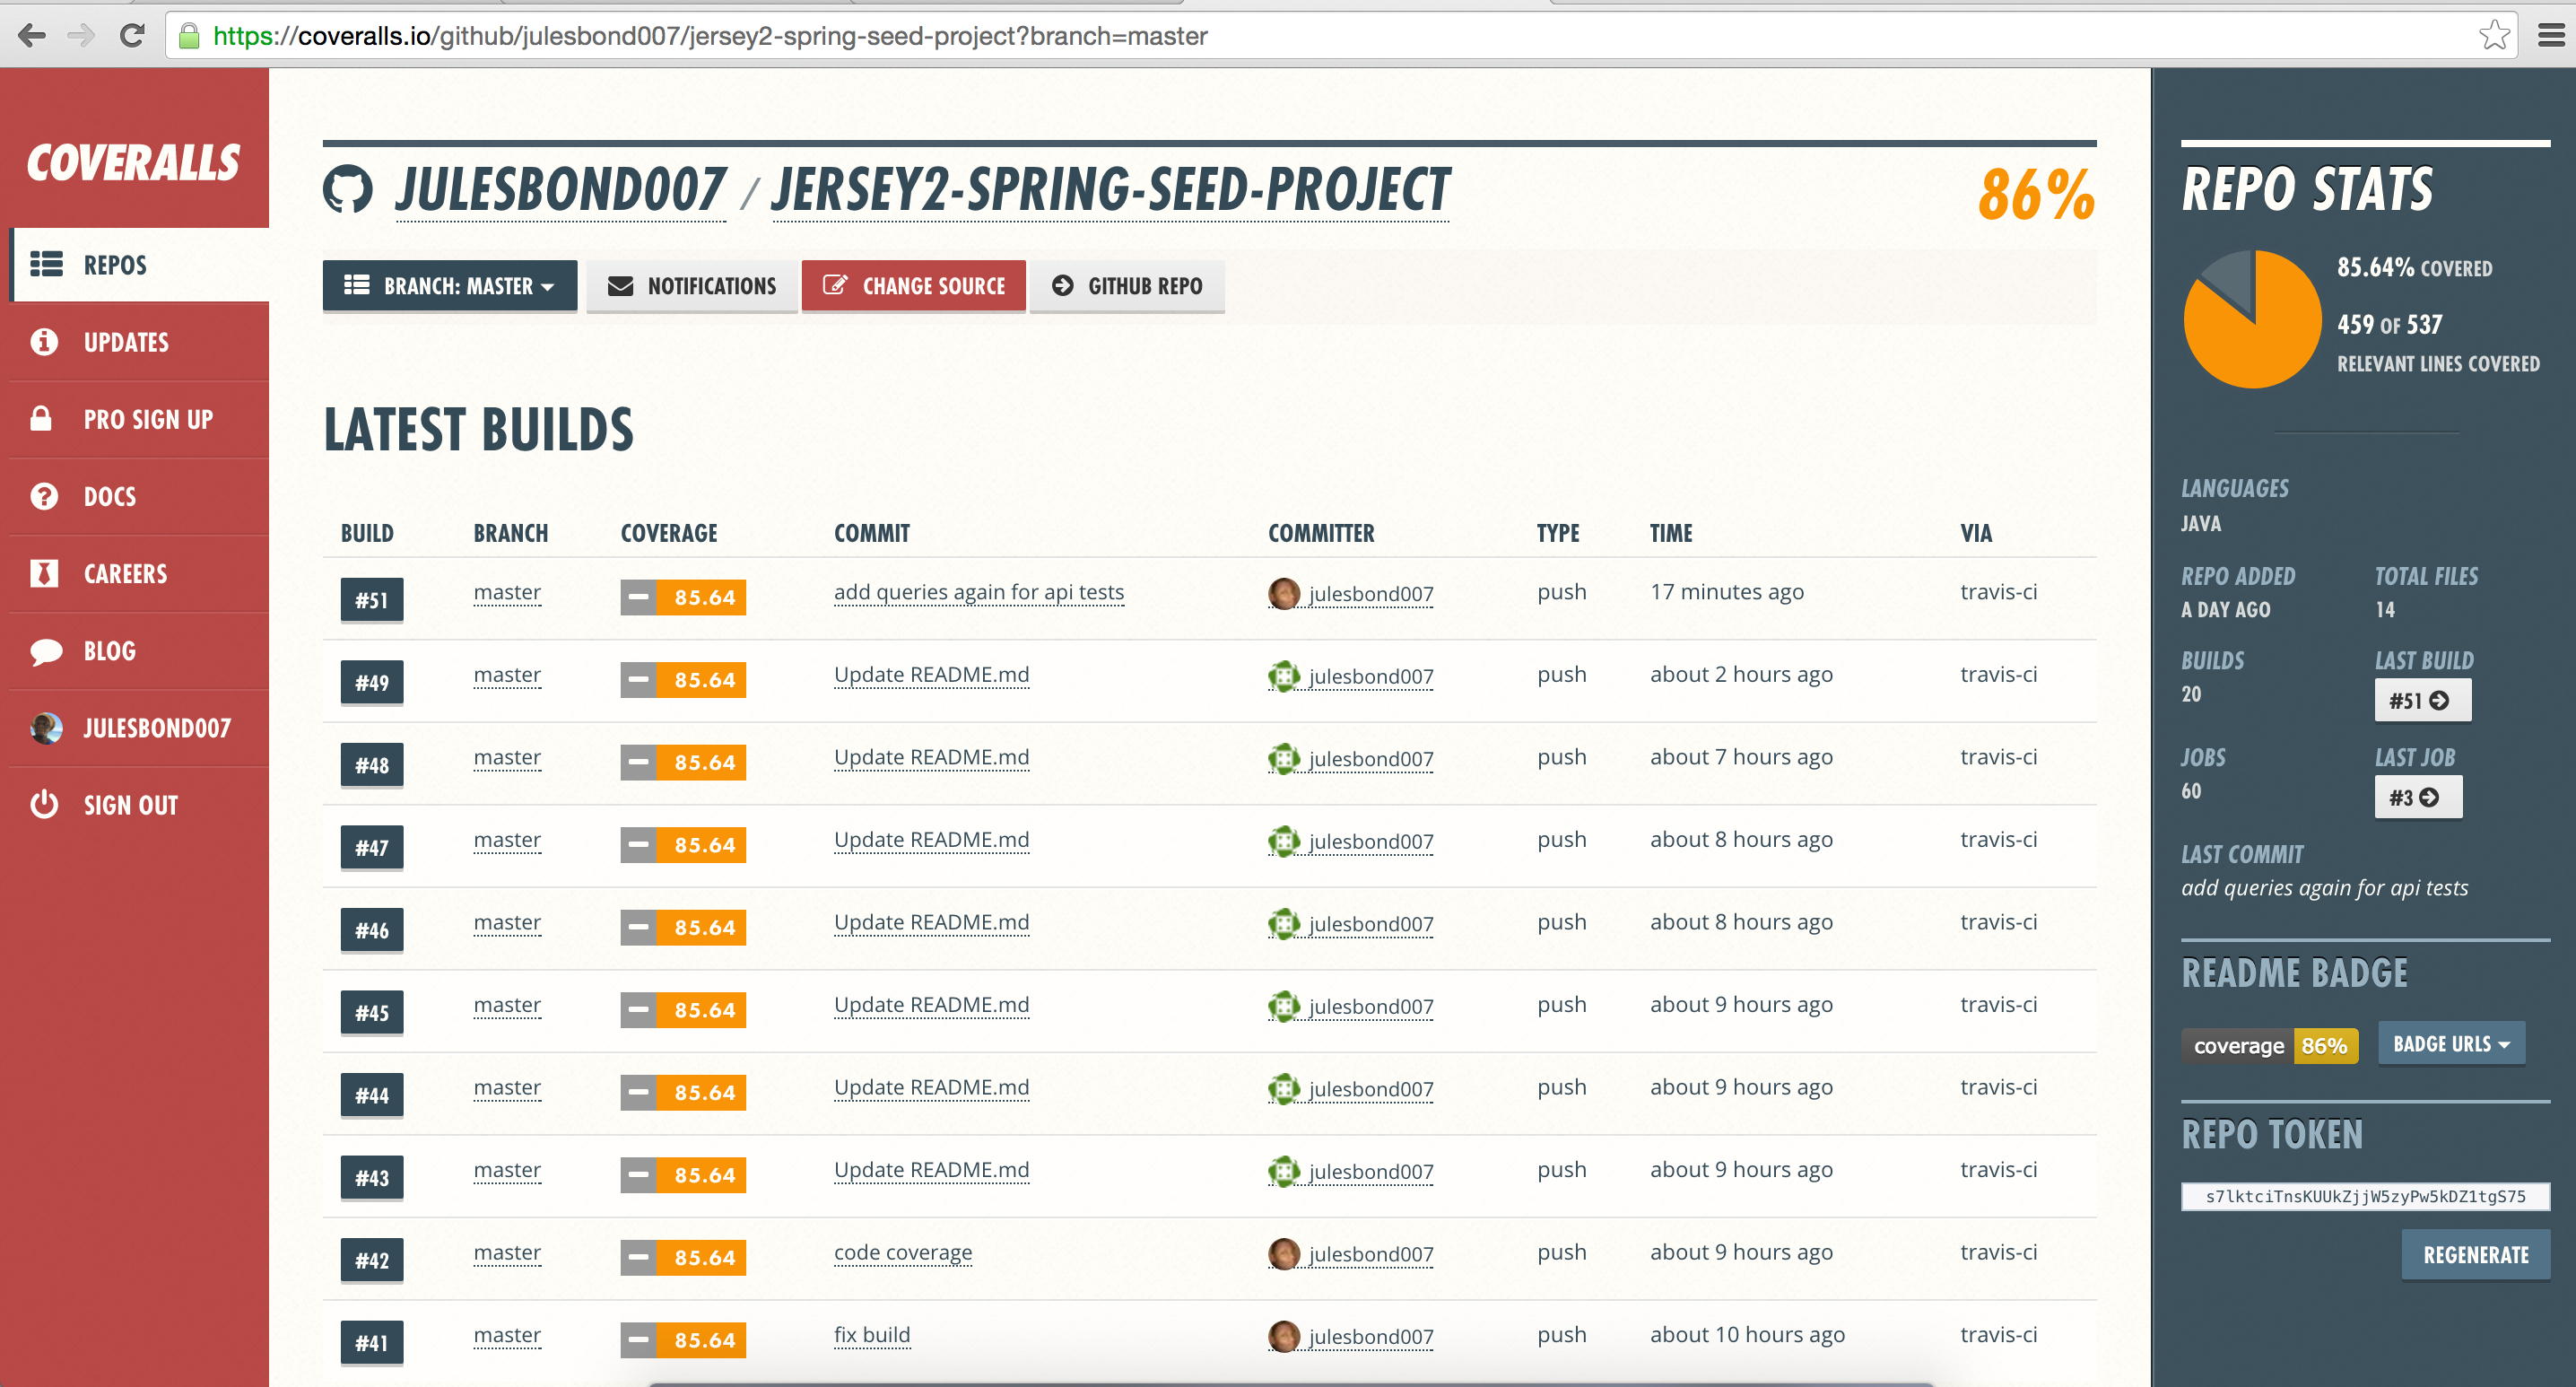 https://coveralls.io/github/julesbond007/jersey2-spring-seed-project?branch=master
COVERALLS
REPOS
UPDATES
PRO SIGN UP
DOCS
CAREERS
BLOG
JULESBOND007
SIGN OUT
JULESBOND007 / JERSEY2-SPRING-SEED-PROJECT 86%
BRANCH: MASTER NOTIFICATIONS CHANGE SOURCE GITHUB REPO
LATEST BUILDS
BUILD BRANCH COVERAGE COMMIT COMMITTER TYPE TIME VIA
#51 master 85.64 add queries again for api tests julesbond007 push 17 minutes ago travis-ci
#49 master 85.64 Update README.md julesbond007 push about 2 hours ago travis-ci
#48 master 85.64 Update README.md julesbond007 push about 7 hours ago travis-ci
#47 master 85.64 Update README.md julesbond007 push about 8 hours ago travis-ci
#46 master 85.64 Update README.md julesbond007 push about 8 hours ago travis-ci
#45 master 85.64 Update README.md julesbond007 push about 9 hours ago travis-ci
#44 master 85.64 Update README.md julesbond007 push about 9 hours ago travis-ci
#43 master 85.64 Update README.md julesbond007 push about 9 hours ago travis-ci
#42 master 85.64 code coverage julesbond007 push about 9 hours ago travis-ci
#41 master 85.64 fix build julesbond007 push about 10 hours ago travis-ci
REPO STATS
85.64% COVERED
459 OF 537
RELEVANT LINES COVERED
LANGUAGES
JAVA
REPO ADDED TOTAL FILES
A DAY AGO 14
BUILDS LAST BUILD
20 #51
JOBS LAST JOB
60 #3
LAST COMMIT
add queries again for api tests
README BADGE
coverage 86% BADGE URLS
REPO TOKEN
s7lktciTnsKUUkZjjW5zyPw5kDZ1tgS75
REGENERATE